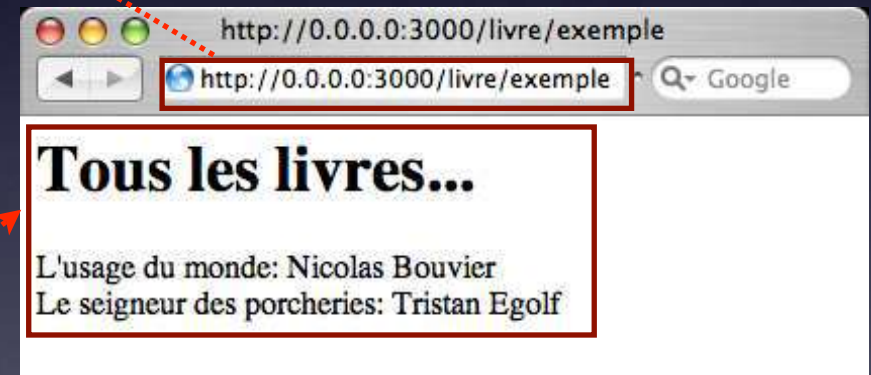 http://0.0.0.0:3000/livre/exemple
http://0.0.0.0:3000/livre/exemple
Google
Tous les livres...
L'usage du monde: Nicolas Bouvier
Le seigneur des porcheries: Tristan Egolf